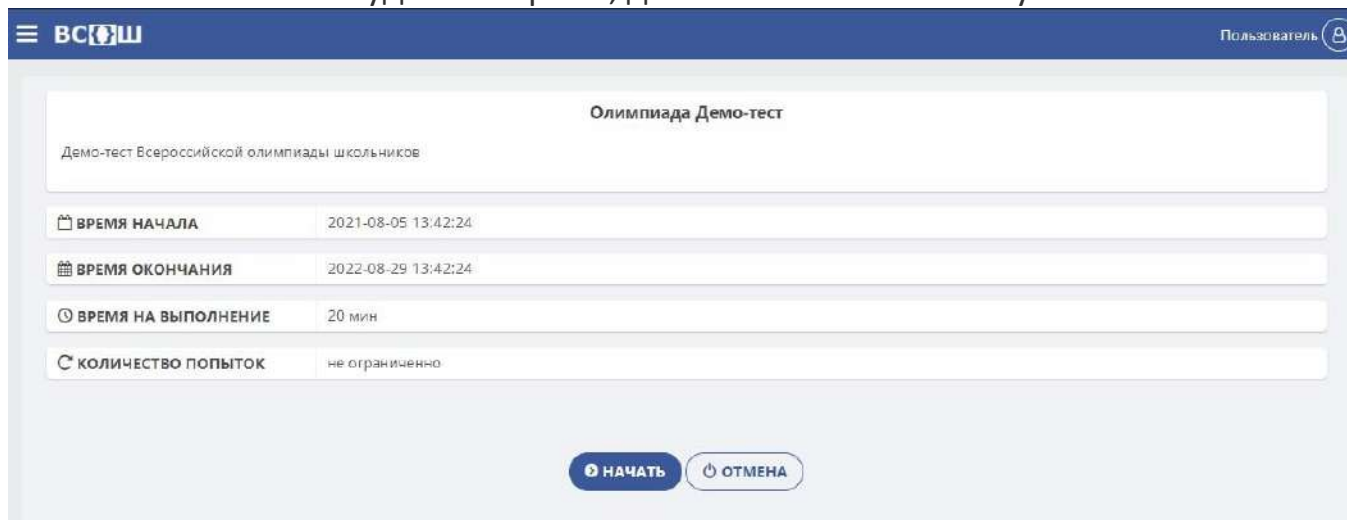 ВС Ш
Пользователь
Олимпиада Демо-тест
Демо-тест Всероссийской олимпиады школьников
ВРЕМЯ НАЧАЛА 2021-08-05 13:42:24
ВРЕМЯ ОКОНЧАНИЯ 2022-08-29 13:42:24
ВРЕМЯ НА ВЫПОЛНЕНИЕ 20 мин
КОЛИЧЕСТВО ПОПЫТОК не ограниченно
НАЧАТЬ ОТМЕНА